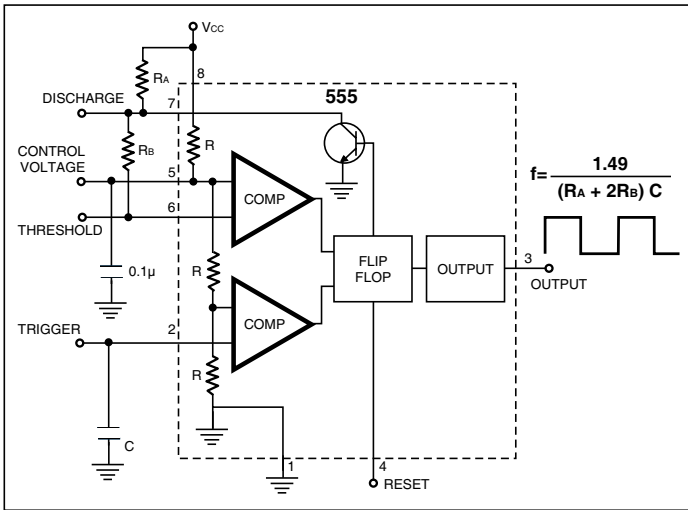 VCC
RA
8
DISCHARGE
7
555
RB
R
CONTROL
VOLTAGE
5
COMP
f= 1.49
(RA + 2RB) C
6
THRESHOLD
0.1µ
R
FLIP
FLOP
OUTPUT
3
OUTPUT
COMP
TRIGGER
2
R
C
1
4
RESET